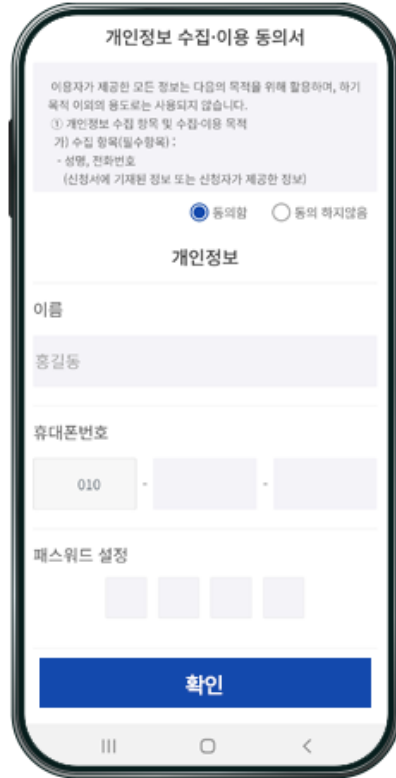 개인정보 수집·이용 동의서
이용자가 제공한 모든 정보는 다음의 목적을 위해 활용하며, 하기
목적 이외의 용도로는 사용되지 않습니다.
① 개인정보 수집 항목 및 수집·이용 목적
가) 수집 항목(필수항목) :
- 성명, 전화번호
(신청서에 기재된 정보 또는 신청자가 제공한 정보)
동의함 동의 하지않음
개인정보
이름
홍길동
휴대폰번호
010 - -
패스워드 설정
확인